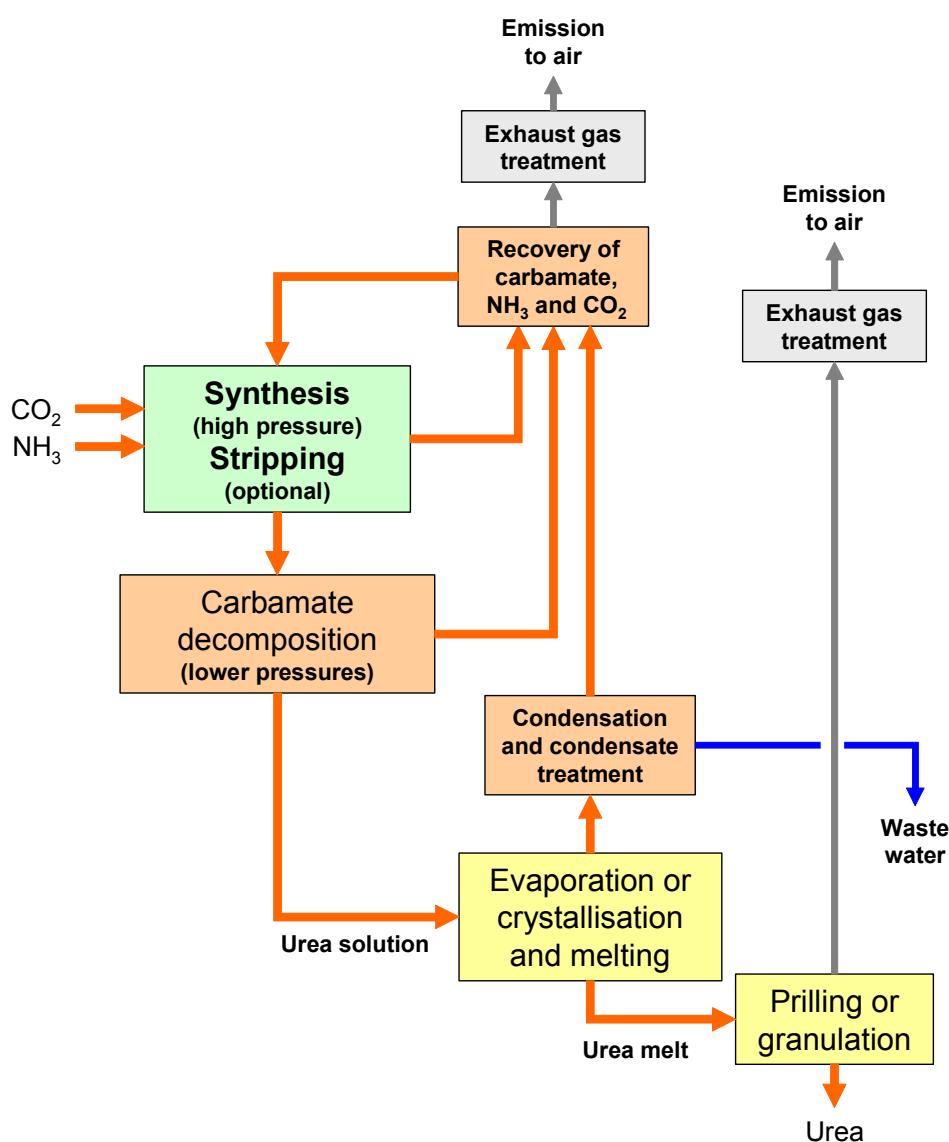 Emission
to air
Exhaust gas
treatment
Emission
to air
Recovery of
carbamate,
NH₃ and CO₂
Exhaust gas
treatment
CO₂
NH₃
Synthesis
(high pressure)
Stripping
(optional)
Carbamate
decomposition
(lower pressures)
Condensation
and condensate
treatment
Waste
water
Evaporation or
crystallisation
and melting
Urea solution
Prilling or
granulation
Urea melt
Urea